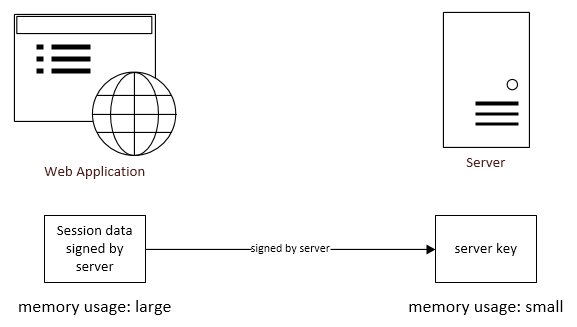 Web Application
Server
Session data
signed by
server
signed by server
server key
memory usage: large
memory usage: small